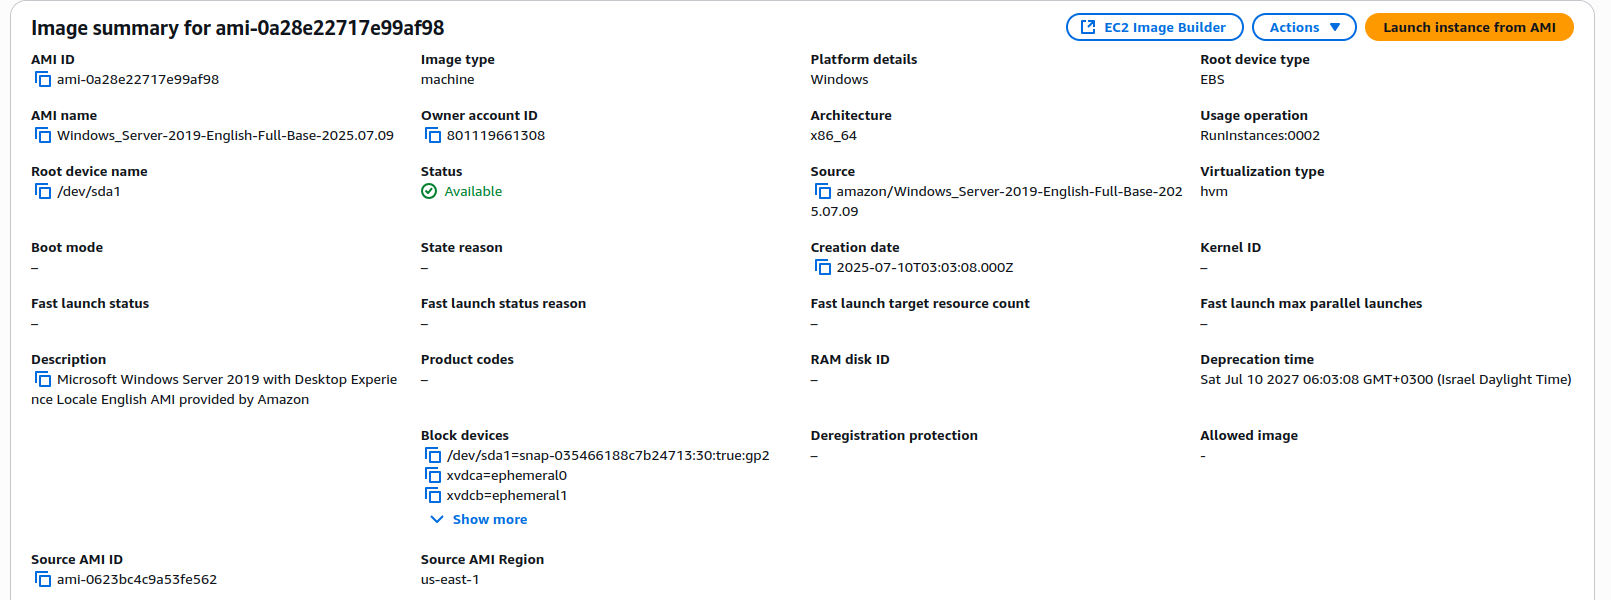 Image summary for ami-0a28e22717e99af98
EC2 Image Builder
Actions
Launch instance from AMI
AMI ID
ami-0a28e22717e99af98
Image type
machine
Platform details
Windows
Root device type
EBS
AMI name
Windows_Server-2019-English-Full-Base-2025.07.09
Owner account ID
801119661308
Architecture
x86_64
Usage operation
RunInstances:0002
Root device name
/dev/sda1
Status
Available
Source
amazon/Windows_Server-2019-English-Full-Base-202
5.07.09
Virtualization type
hvm
Boot mode
–
State reason
–
Creation date
2025-07-10T03:03:08.000Z
Kernel ID
–
Fast launch status
–
Fast launch status reason
–
Fast launch target resource count
–
Fast launch max parallel launches
–
Description
Microsoft Windows Server 2019 with Desktop Experie
nce Locale English AMI provided by Amazon
Product codes
–
RAM disk ID
–
Deprecation time
Sat Jul 10 2027 06:03:08 GMT+0300 (Israel Daylight Time)
Block devices
/dev/sda1=snap-035466188c7b24713:30:true:gp2
xvdca=ephemeral0
xvdcb=ephemeral1
Show more
Deregistration protection
–
Allowed image
-
Source AMI ID
ami-0623bc4c9a53fe562
Source AMI Region
us-east-1